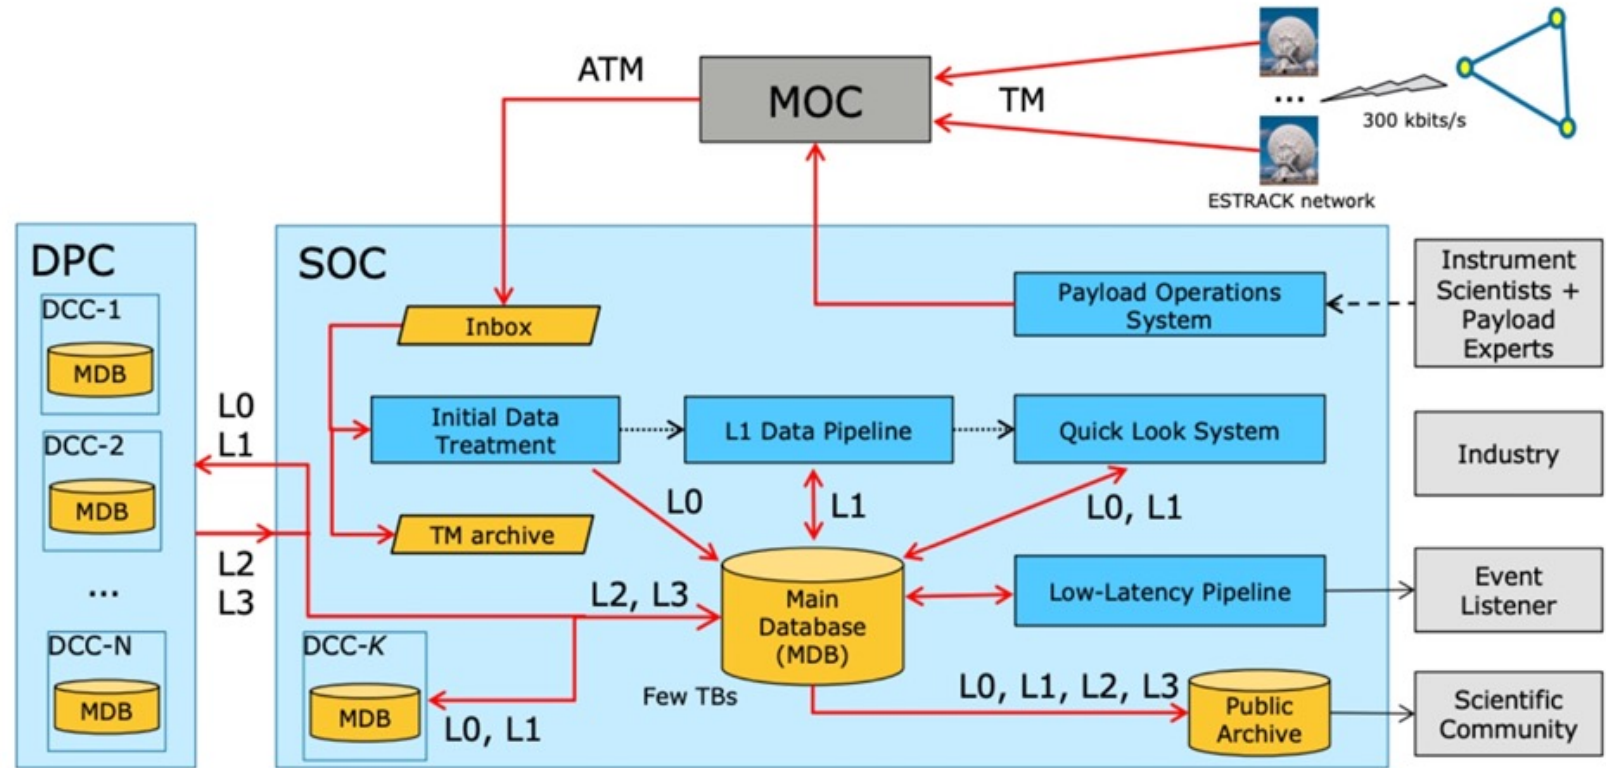 ATM
MOC
TM
...
300 kbits/s
ESTRACK network
DPC
DCC-1
MDB
DCC-2
MDB
...
DCC-N
MDB
L0
L1
L2
L3
SOC
Inbox
Payload Operations
System
Instrument
Scientists +
Payload
Experts
Initial Data
Treatment
L1 Data Pipeline
Quick Look System
Industry
L0
L1
L0, L1
TM archive
L2, L3
Main
Database
(MDB)
Low-Latency Pipeline
Event
Listener
DCC-K
MDB
L0, L1
Few TBs
L0, L1, L2, L3
Public
Archive
Scientific
Community